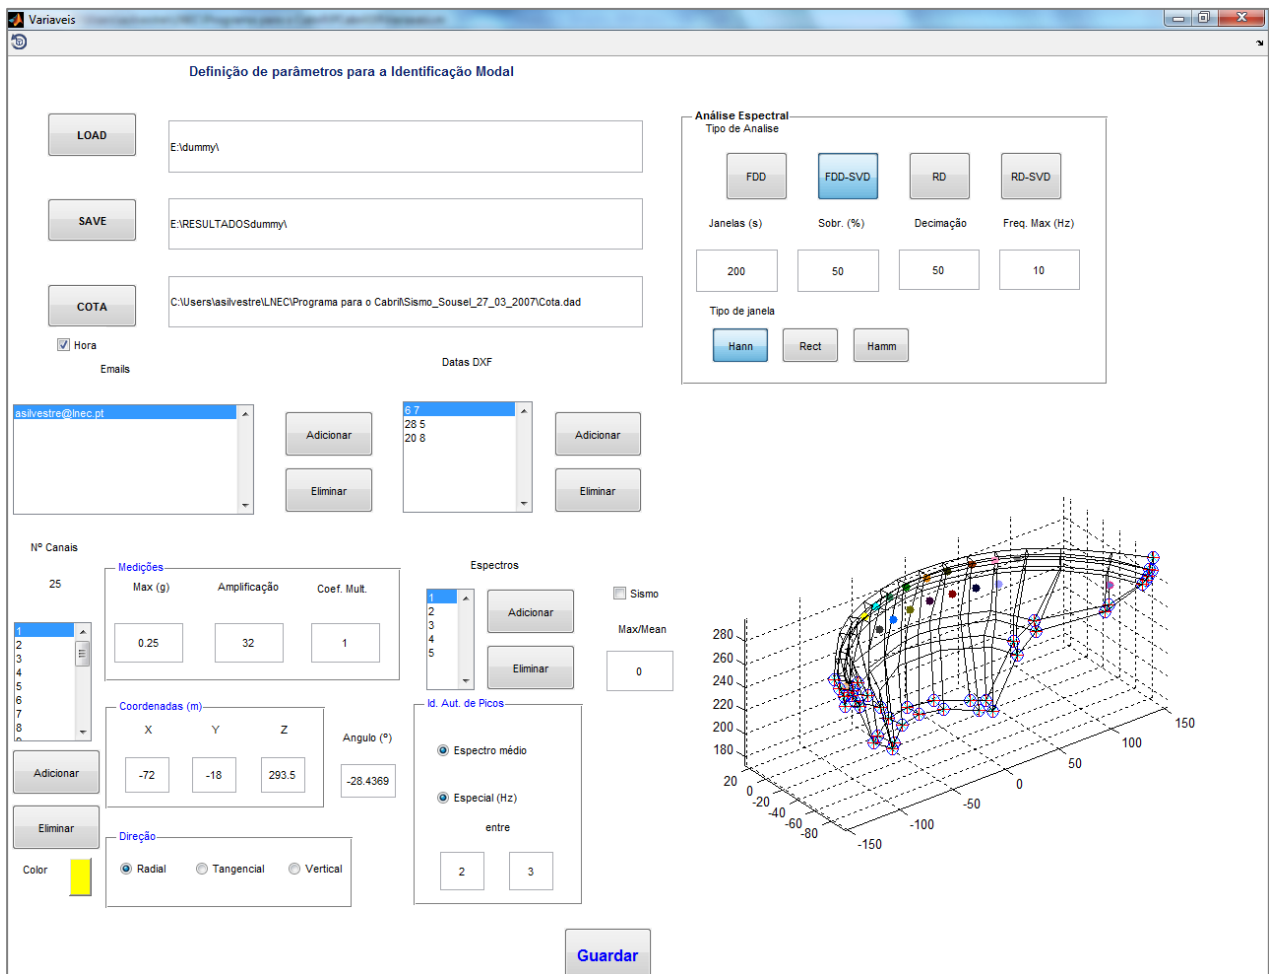 Variaveis
Definição de parâmetros para a Identificação Modal
LOAD
E:\dummy\
SAVE
E:\RESULTADOSdummy\
COTA
C:\Users\asilvestre\LNEC\Programa para o Cabril\Sismo_Sousel_27_03_2007\Cota.dad
Hora
Emails
asilvestre@lnec.pt
Adicionar
Eliminar
Datas DXF
6 7
28 5
20 8
Adicionar
Eliminar
Análise Espectral
Tipo de Analise
FDD
FDD-SVD
RD
RD-SVD
Janelas (s)
Sobr. (%)
Decimação
Freq. Max (Hz)
200
50
50
10
Tipo de janela
Hann
Rect
Hamm
Nº Canais
25
1
2
3
4
5
6
7
8
Adicionar
Eliminar
Color
Medições
Max (g)
Amplificação
Coef. Mult.
0.25
32
1
Coordenadas (m)
X
Y
Z
-72
-18
293.5
Angulo (º)
-28.4369
Direção
Radial
Tangencial
Vertical
Espectros
1
2
3
4
5
Adicionar
Eliminar
Sismo
Max/Mean
0
Id. Aut. de Picos
Espectro médio
Especial (Hz)
entre
2
3
Guardar
280
260
240
220
200
180
20
0
-20
-40
-60
-80
-150
-100
-50
0
50
100
150